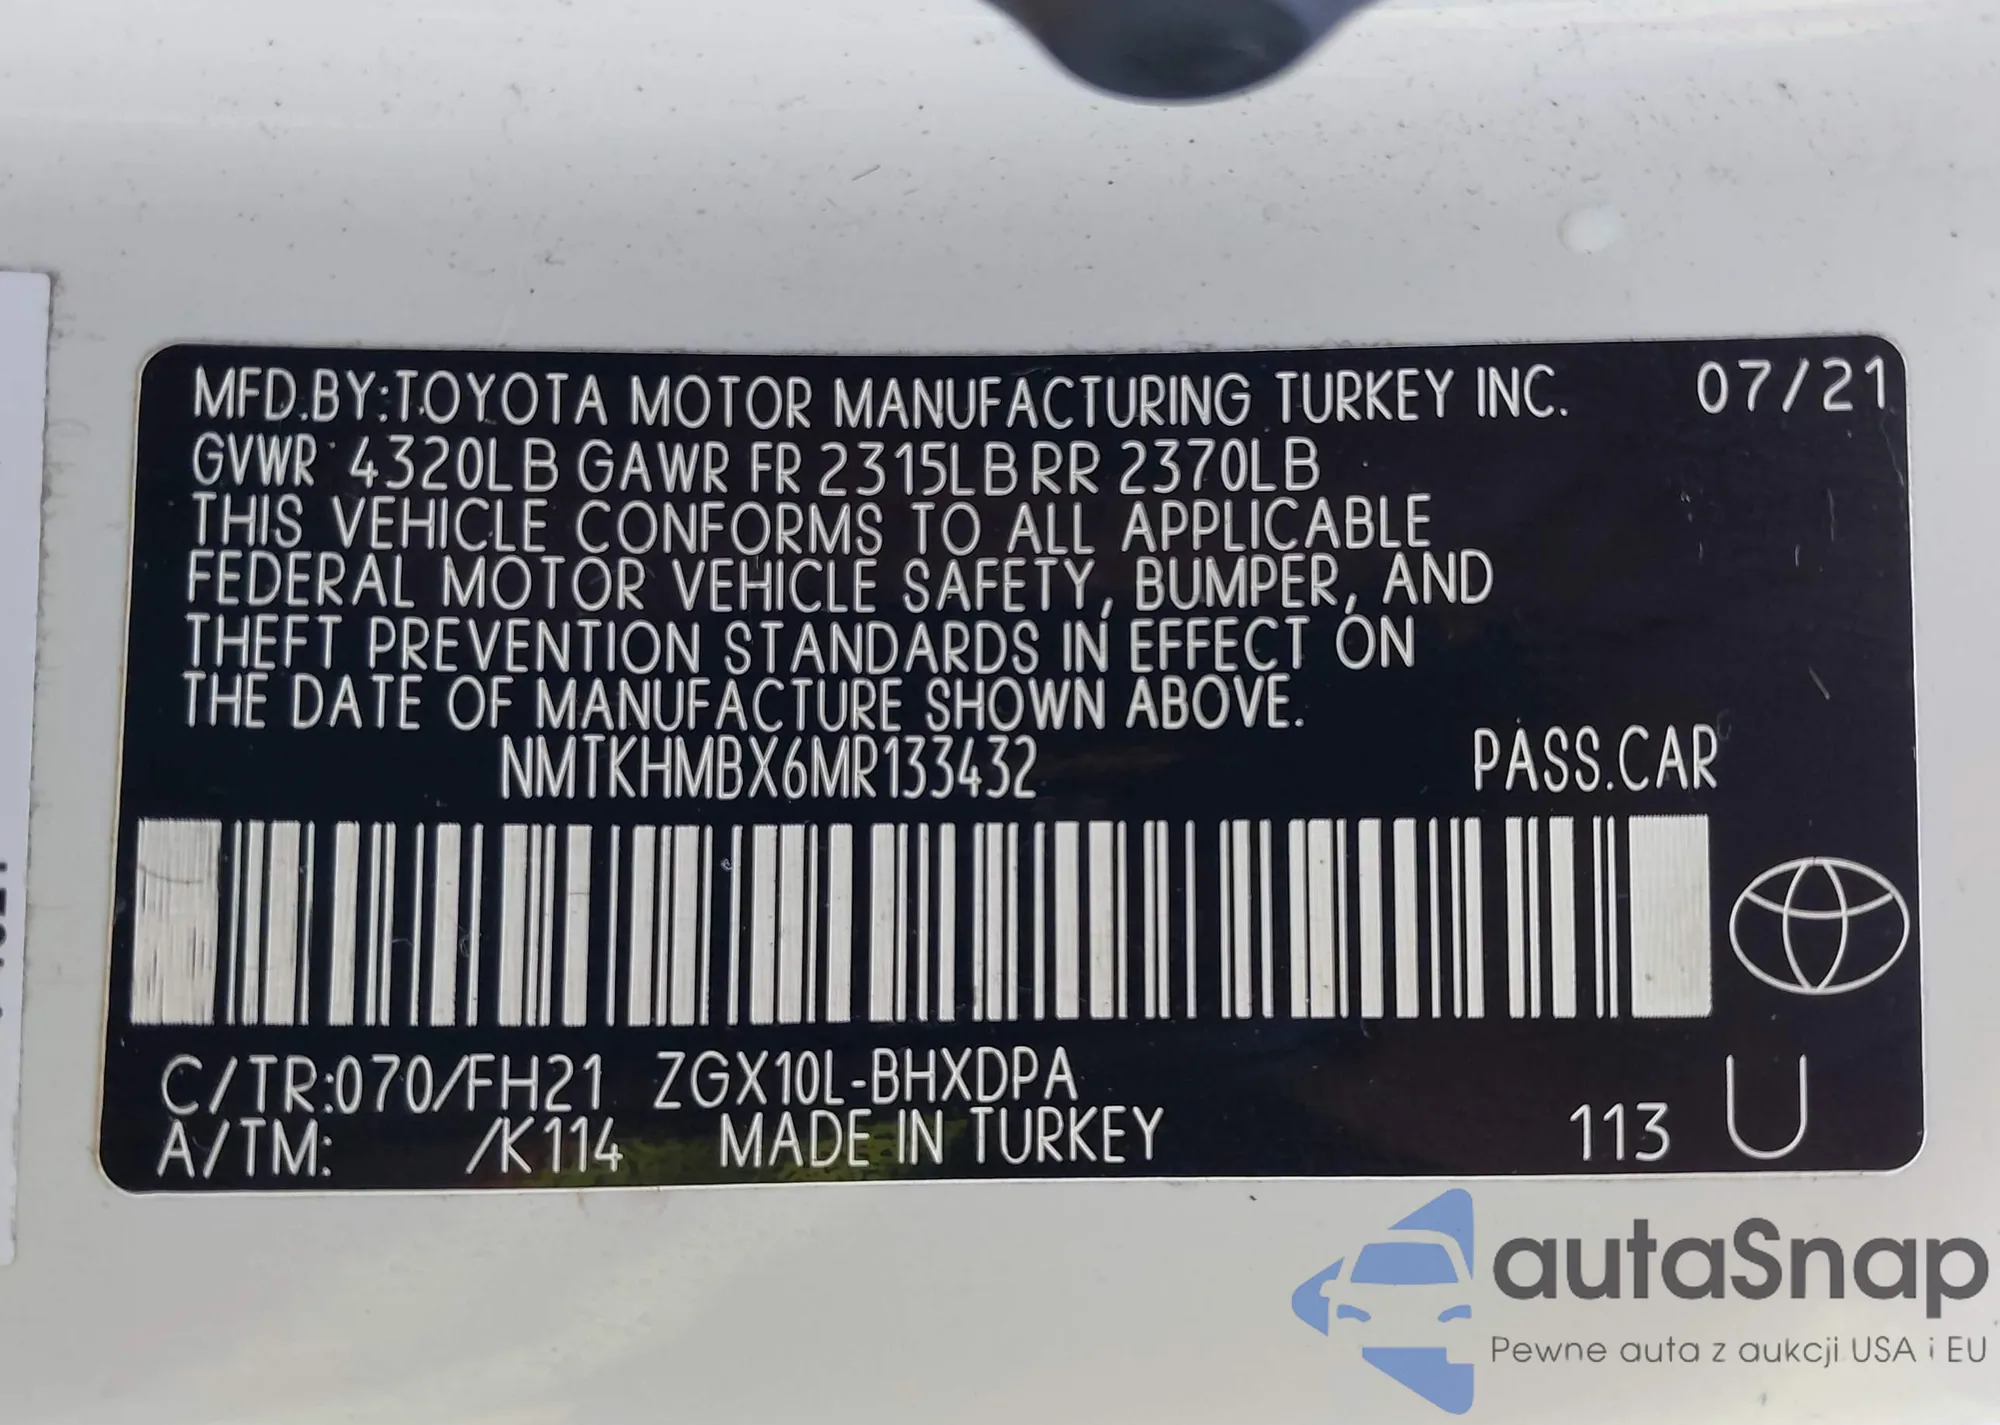 MFD.BY:TOYOTA MOTOR MANUFACTURING TURKEY INC. 07/21
GVWR 4320LB GAWR FR 2315LB RR 2370LB
THIS VEHICLE CONFORMS TO ALL APPLICABLE
FEDERAL MOTOR VEHICLE SAFETY, BUMPER, AND
THEFT PREVENTION STANDARDS IN EFFECT ON
THE DATE OF MANUFACTURE SHOWN ABOVE.
NMTKHMBX6MR133432 PASS.CAR
C/TR:070/FH21 ZGX10L-BHXDPA
A/TM: /K114 MADE IN TURKEY 113 U
autaSnap
Pewne auta z aukcji USA i EU